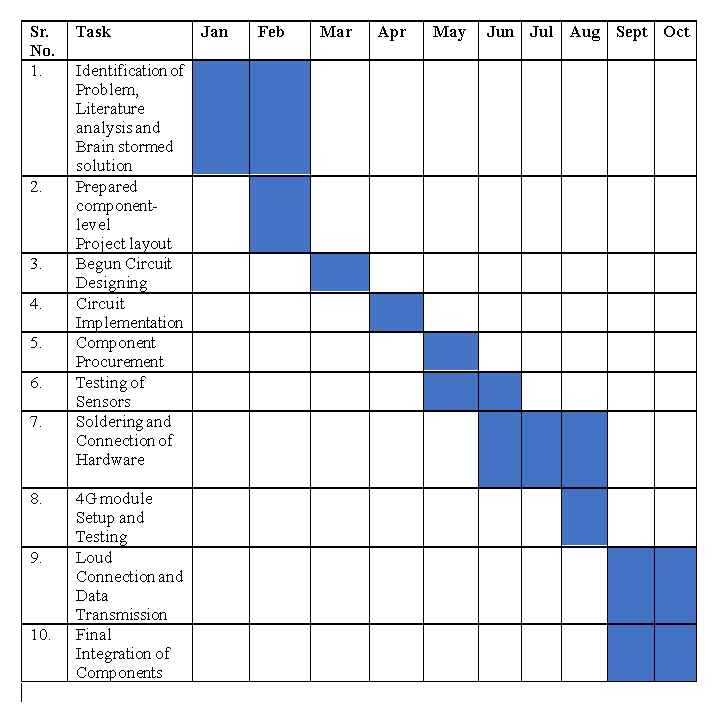 Sr. Task Jan Feb Mar Apr May Jun Jul Aug Sept Oct
No.
1. Identification of
Problem,
Literature
analysis and
Brain stormed
solution
2. Prepared
component-
level
Project layout
3. Begun Circuit
Designing
4. Circuit
Implementation
5. Component
Procurement
6. Testing of
Sensors
7. Soldering and
Connection of
Hardware
8. 4G module
Setup and
Testing
9. Loud
Connection and
Data
Transmission
10. Final
Integration of
Components